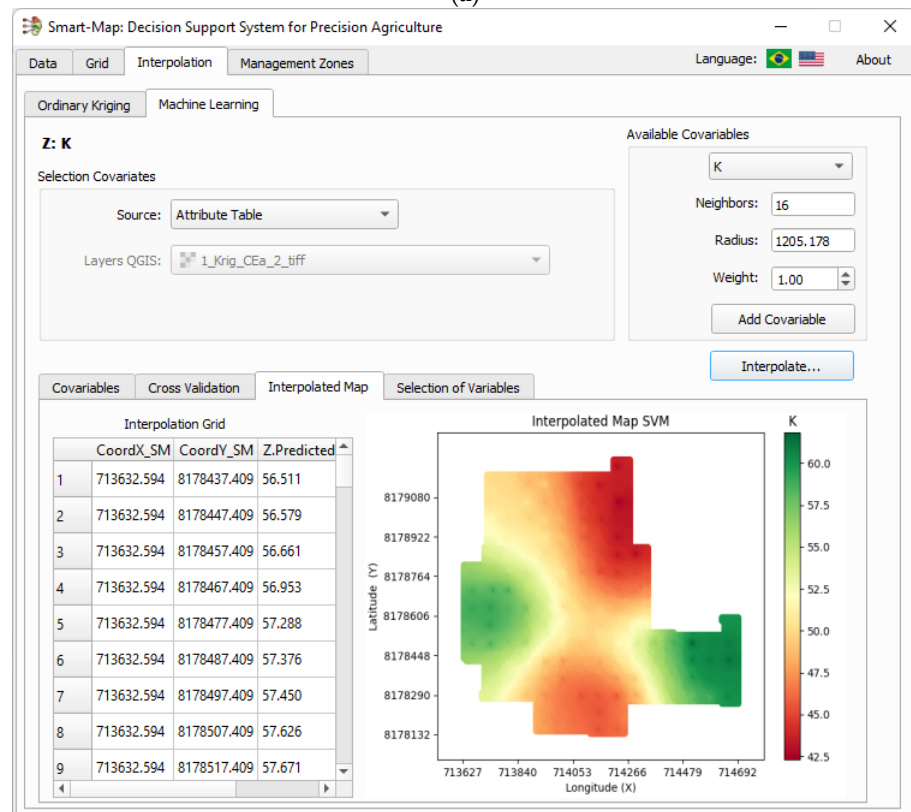 (a)
Smart-Map: Decision Support System for Precision Agriculture
Data Grid Interpolation Management Zones Language: About
Ordinary Kriging Machine Learning
Z: K
Available Covariables
K
Selection Covariates
Source: Attribute Table
Neighbors: 16
Layers QGIS: 1_Krig_CEa_2_tiff
Radius: 1205.178
Weight: 1.00
Add Covariable
Interpolate...
Covariables Cross Validation Interpolated Map Selection of Variables
Interpolation Grid
CoordX_SM CoordY_SM Z.Predicted
1 713632.594 8178437.409 56.511
2 713632.594 8178447.409 56.579
3 713632.594 8178457.409 56.661
4 713632.594 8178467.409 56.953
5 713632.594 8178477.409 57.288
6 713632.594 8178487.409 57.376
7 713632.594 8178497.409 57.450
8 713632.594 8178507.409 57.626
9 713632.594 8178517.409 57.671
Interpolated Map SVM
K
Latitude (Y)
8179080
8178922
8178764
8178606
8178448
8178290
8178132
713627 713840 714053 714266 714479 714692
Longitude (X)
60.0
57.5
55.0
52.5
50.0
47.5
45.0
42.5